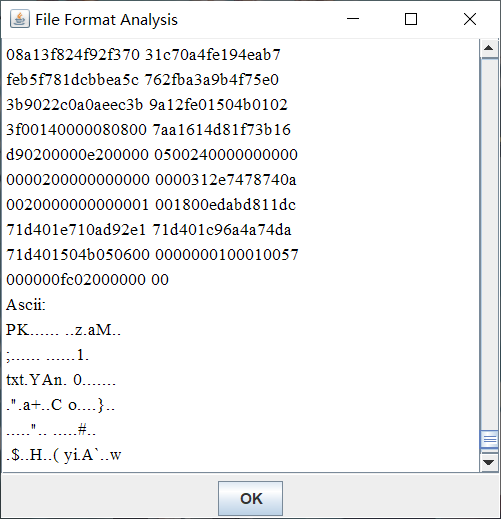 File Format Analysis
08a13f824f92f370 31c70a4fe194eab7
feb5f781dcbbea5c 762fba3a9b4f75e0
3b9022c0a0aeec3b 9a12fe01504b0102
3f00140000080800 7aa1614d81f73b16
d90200000e200000 0500240000000000
0000200000000000 0000312e7478740a
0020000000000001 001800edabd811dc
71d401e710ad92e1 71d401c96a4a74da
71d401504b050600 0000000100010057
000000fc02000000 00
Ascii:
PK...... ..z.aM..
;...... ......1.
txt.YAn. 0.......
.".a+..C o....}..
.....".. .....#..
.$..H..( yi.A`..w
OK